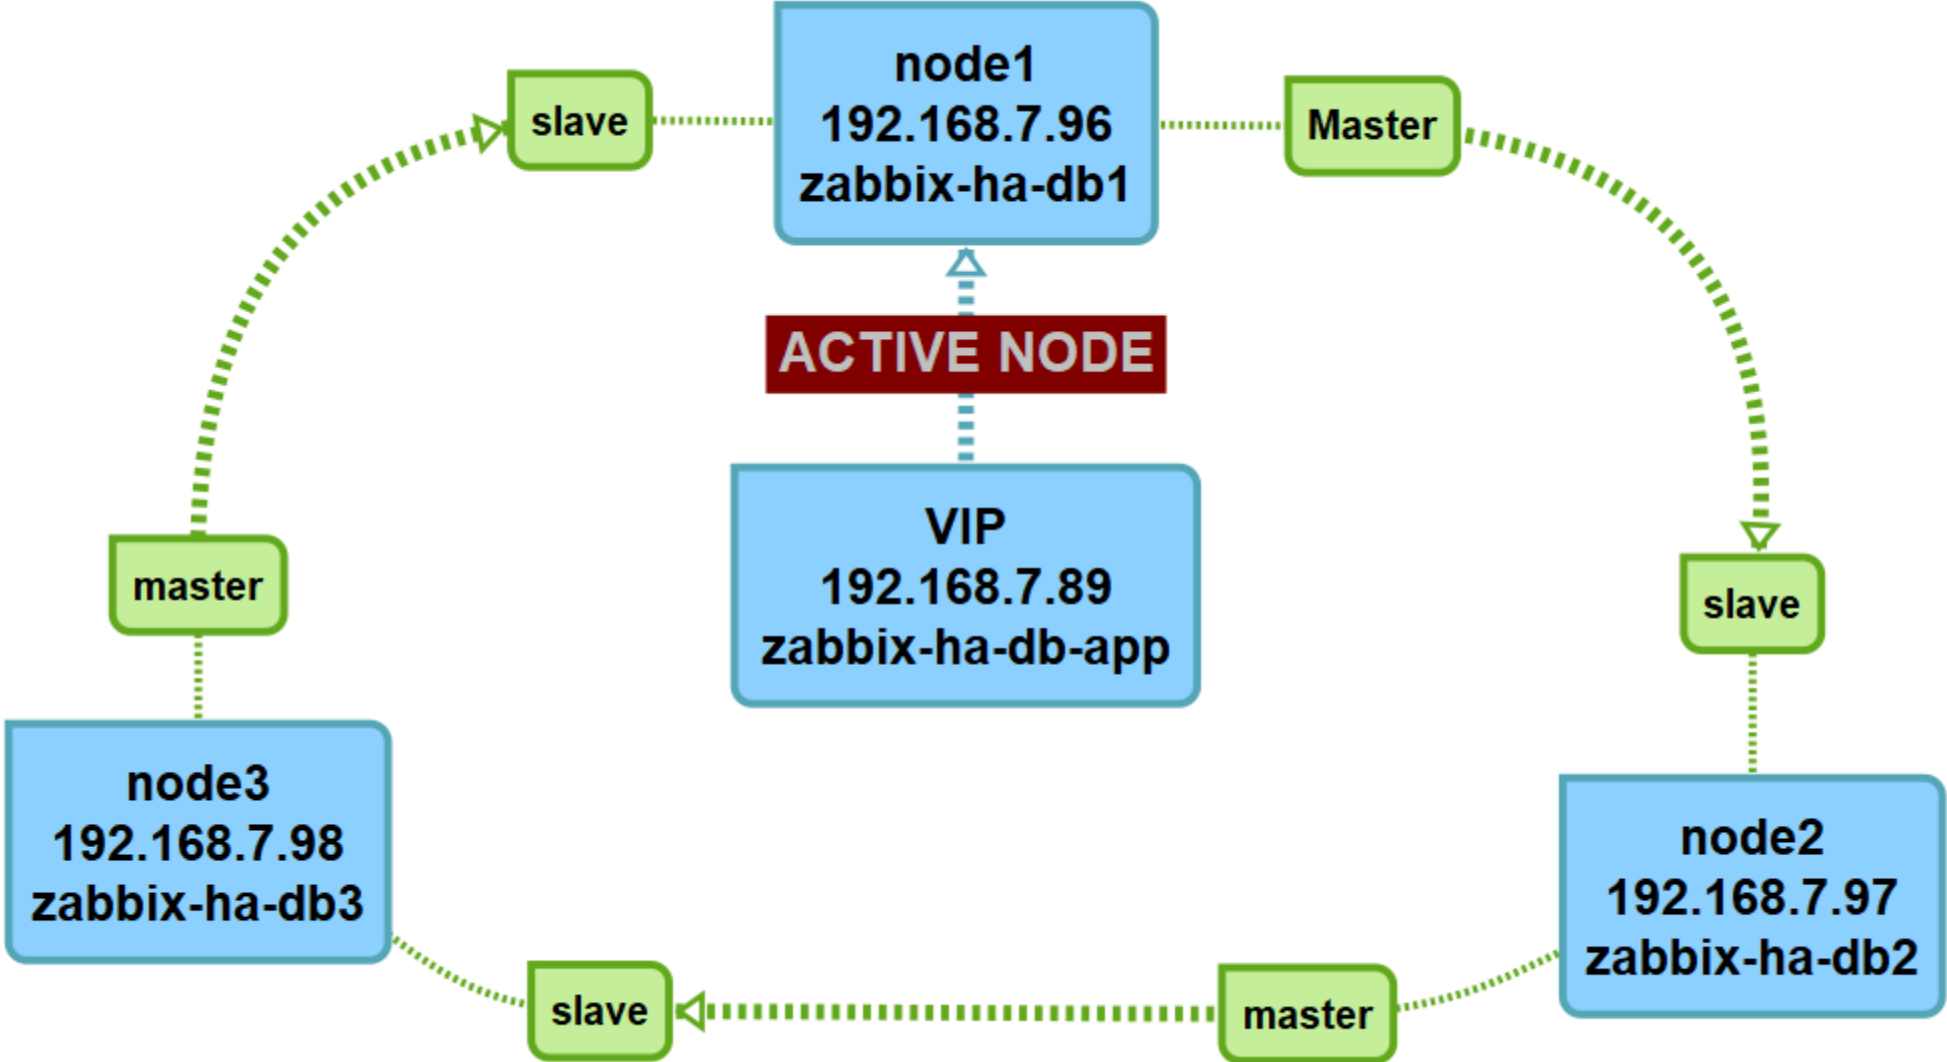 node1
192.168.7.96
zabbix-ha-db1
slave
Master
ACTIVE NODE
VIP
192.168.7.89
zabbix-ha-db-app
master
slave
node3
192.168.7.98
zabbix-ha-db3
node2
192.168.7.97
zabbix-ha-db2
slave
master